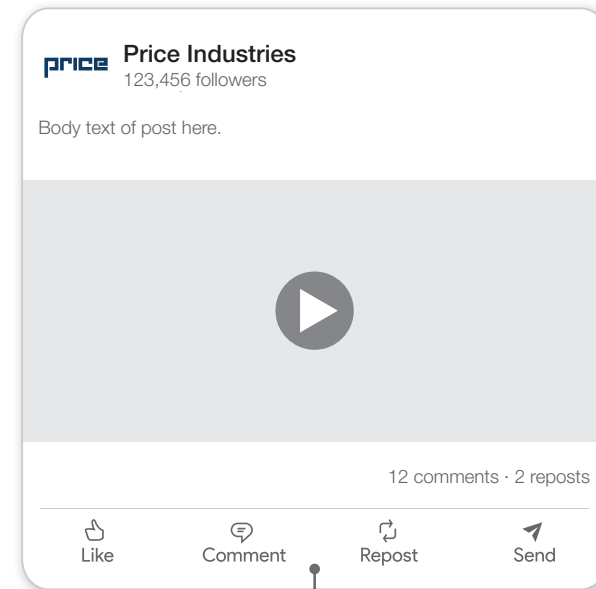 price
Price Industries
123,456 followers
Body text of post here.
12 comments · 2 reposts
Like Comment Repost Send